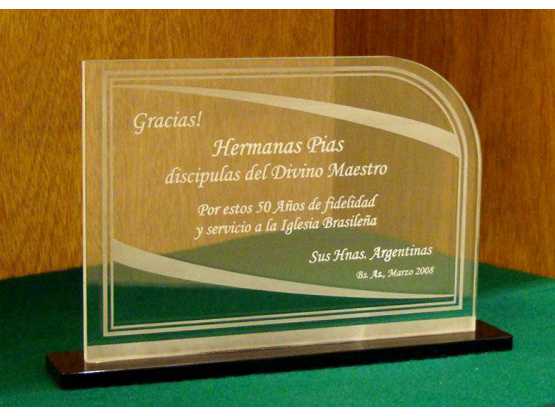 Gracias!
Hermanas Pias
discipulas del Divino Maestro
Por estos 50 Años de fidelidad
y servicio a la Iglesia Brasileña
Sus Hnas. Argentinas
Bs. As., Marzo 2008